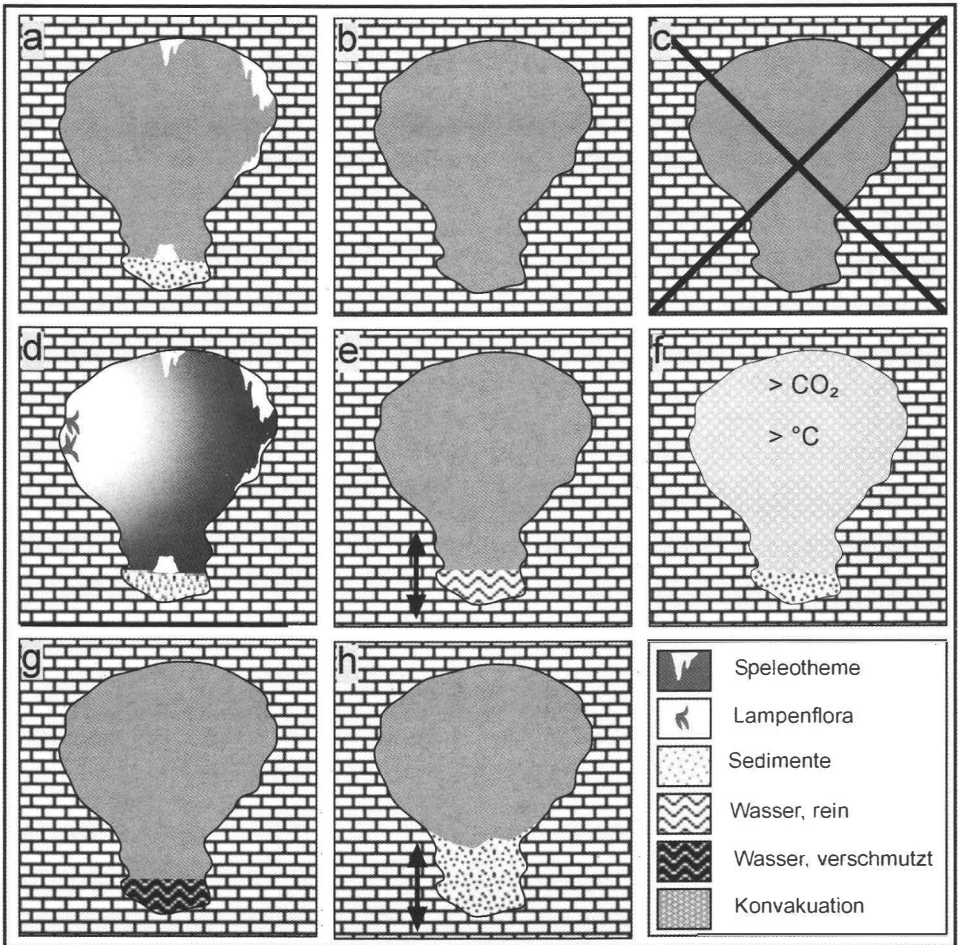 a
b
c
d
e
f
> CO₂
> °C
g
h
Speleotheme
Lampenflora
Sedimente
Wasser, rein
Wasser, verschmutzt
Konvakuation